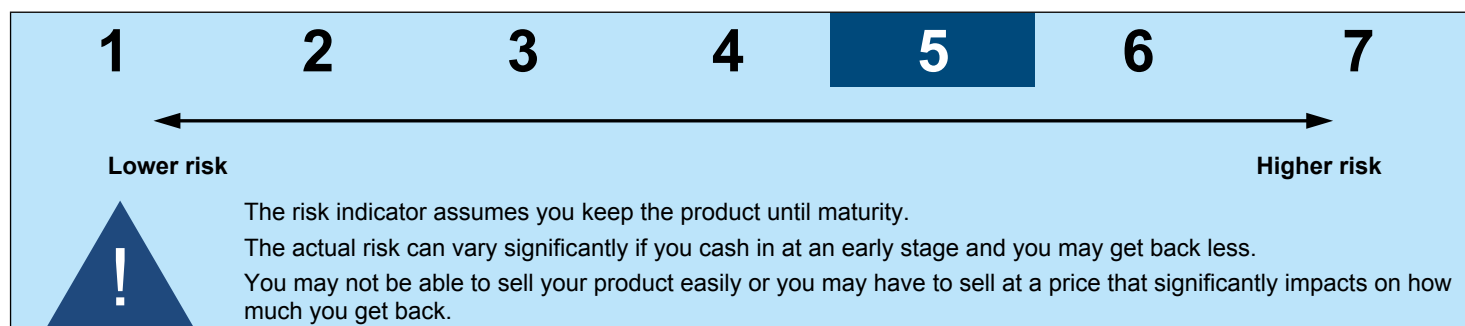 1 2 3 4 5 6 7
Lower risk Higher risk
The risk indicator assumes you keep the product until maturity.
The actual risk can vary significantly if you cash in at an early stage and you may get back less.
!
You may not be able to sell your product easily or you may have to sell at a price that significantly impacts on how
much you get back.